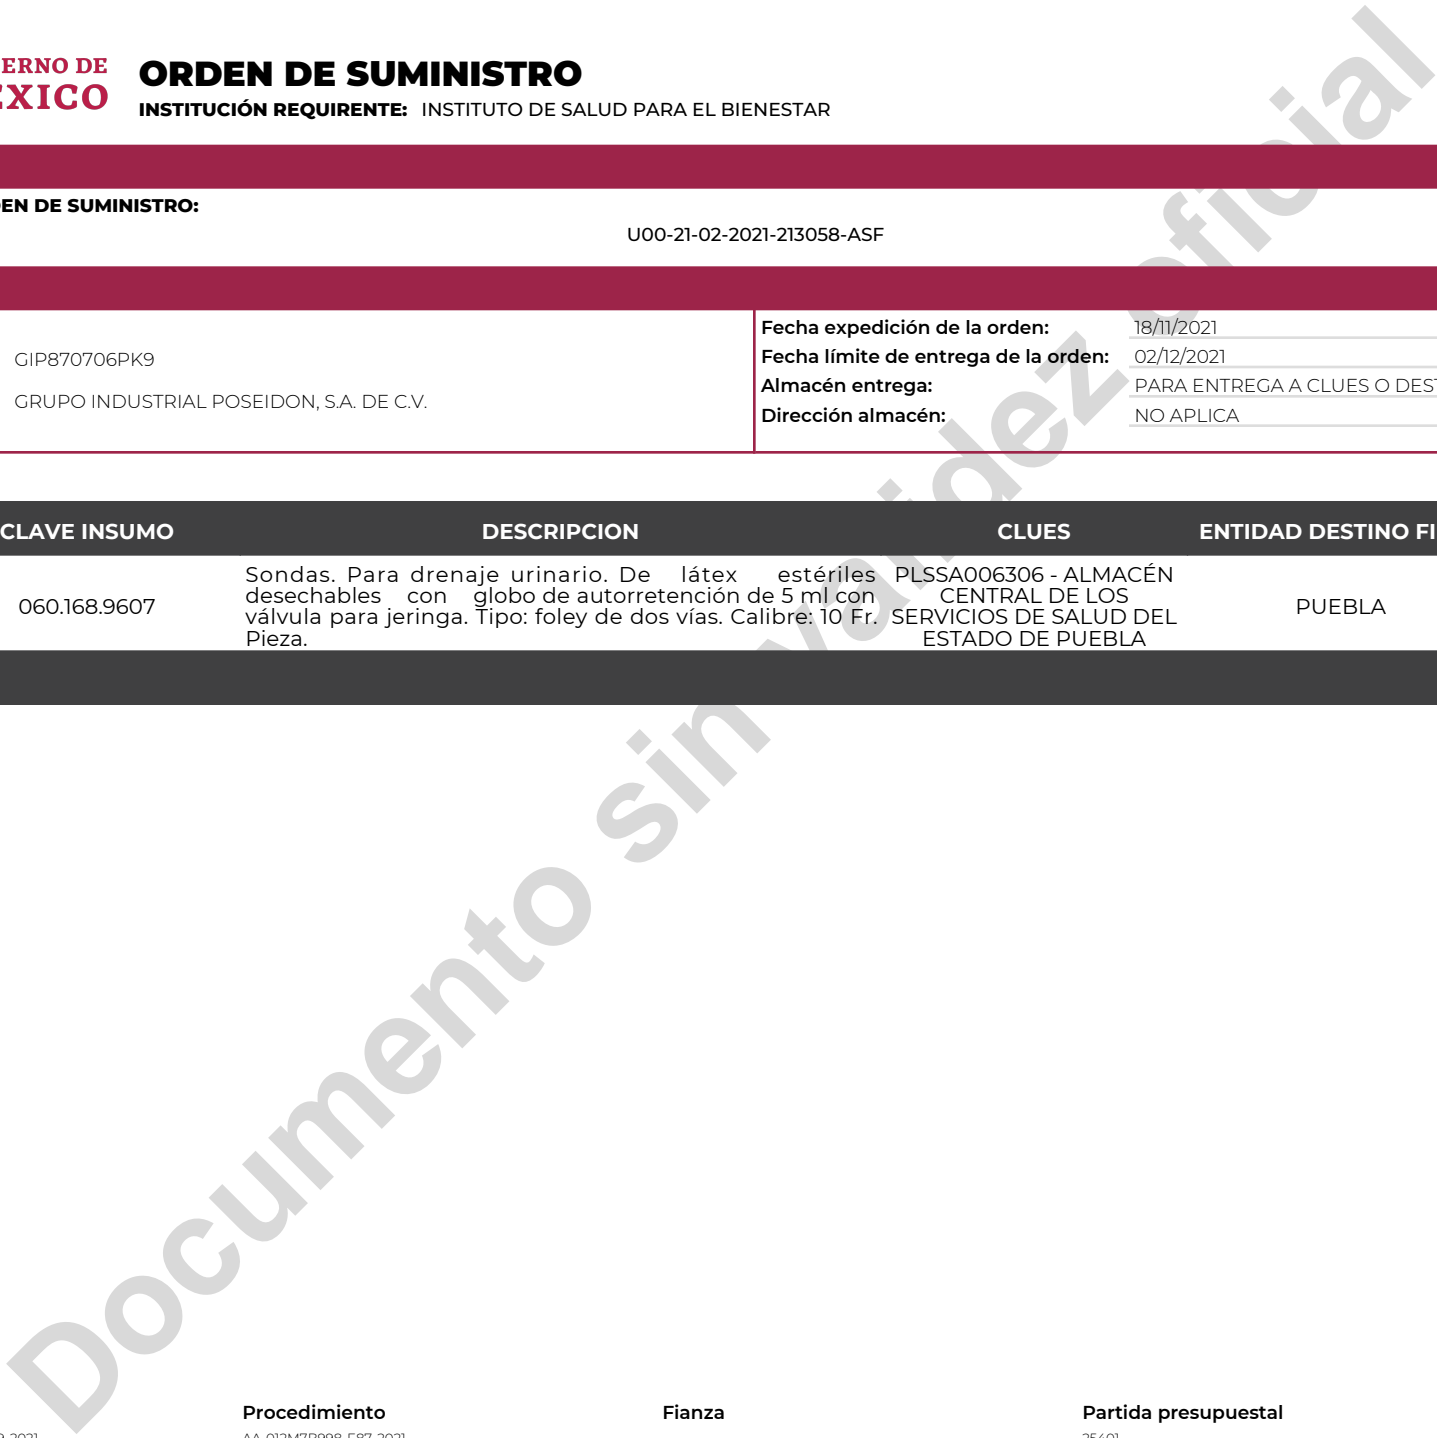 ERNO DE
ÉXICO
ORDEN DE SUMINISTRO
INSTITUCIÓN REQUIRENTE: INSTITUTO DE SALUD PARA EL BIENESTAR
EN DE SUMINISTRO:
U00-21-02-2021-213058-ASF
GIP870706PK9
GRUPO INDUSTRIAL POSEIDON, S.A. DE C.V.
Fecha expedición de la orden: 18/11/2021
Fecha límite de entrega de la orden: 02/12/2021
Almacén entrega: PARA ENTREGA A CLUES O DEST
Dirección almacén: NO APLICA
CLAVE INSUMO DESCRIPCION CLUES ENTIDAD DESTINO FI
060.168.9607
Sondas. Para drenaje urinario. De látex estériles
desechables con globo de autorretención de 5 ml con
válvula para jeringa. Tipo: foley de dos vías. Calibre: 10 Fr.
Pieza.
PLSSA006306 - ALMACÉN
CENTRAL DE LOS
SERVICIOS DE SALUD DEL
ESTADO DE PUEBLA
PUEBLA
Documento sin validez oficial
Procedimiento Fianza Partida presupuestal